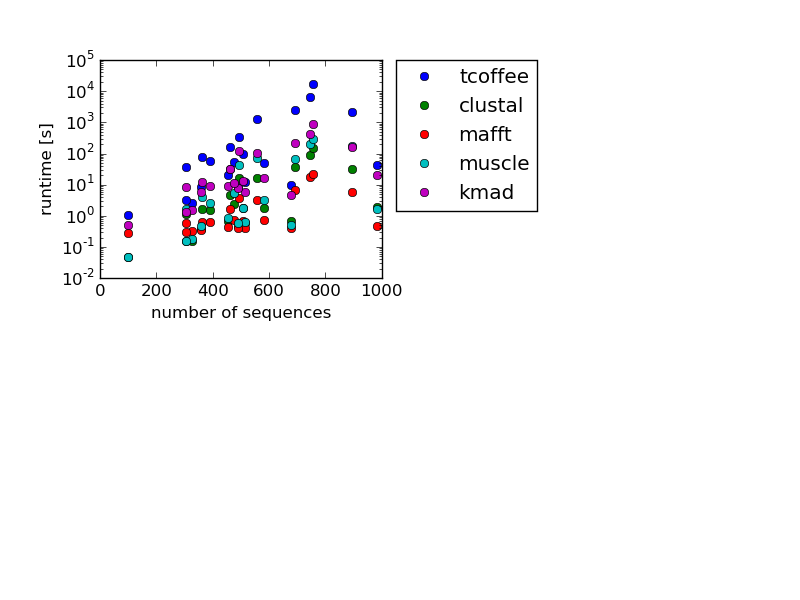 10^5
10^4
10^3
10^2
10^1
10^0
10^-1
10^-2
runtime [s]
0 200 400 600 800 1000
number of sequences
tcoffee
clustal
mafft
muscle
kmad